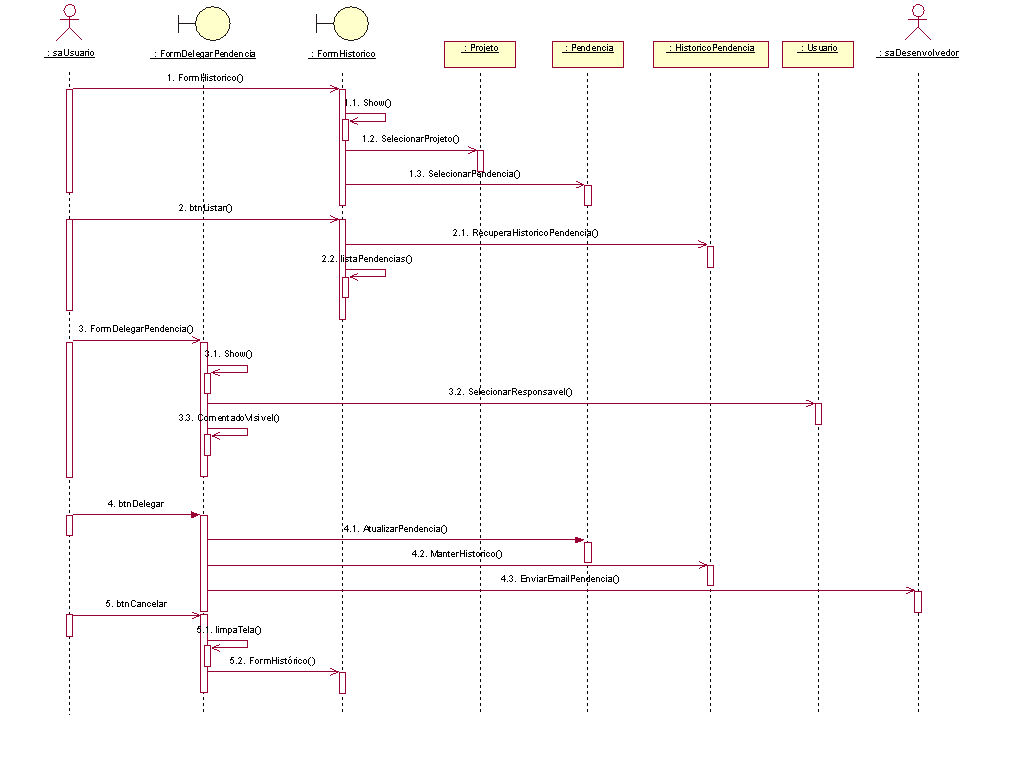 : saUsuario
: FormDelegarPendencia
: FormHistorico
: Projeto
: Pendencia
: HistoricoPendencia
: Usuario
: saDesenvolvedor
1. FormHistorico()
1.1. Show()
1.2. SelecionarProjeto()
1.3. SelecionarPendencia()
2. btnListar()
2.1. RecuperaHistoricoPendencia()
2.2. listaPendencias()
3. FormDelegarPendencia()
3.1. Show()
3.2. SelecionarResponsavel()
3.3. ComentadoVisivel()
4. btnDelegar
4.1. AtualizarPendencia()
4.2. ManterHistorico()
4.3. EnviarEmailPendencia()
5. btnCancelar
5.1. limpaTela()
5.2. FormHistórico()